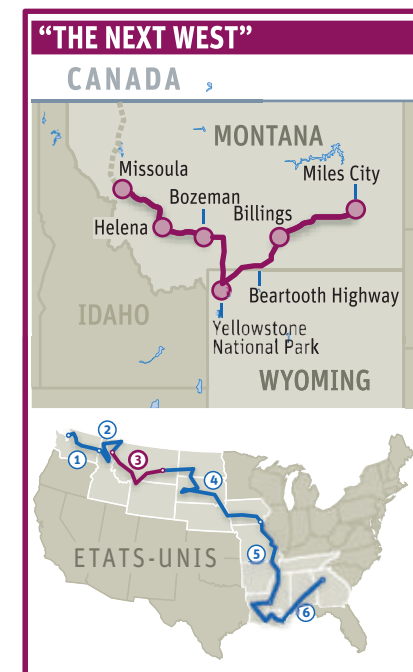 “THE NEXT WEST”
CANADA
MONTANA
Missoula
Miles City
Bozeman
Helena
Billings
IDAHO
Beartooth Highway
Yellowstone
National Park
WYOMING
2
1
3
4
ETATS-UNIS
5
6